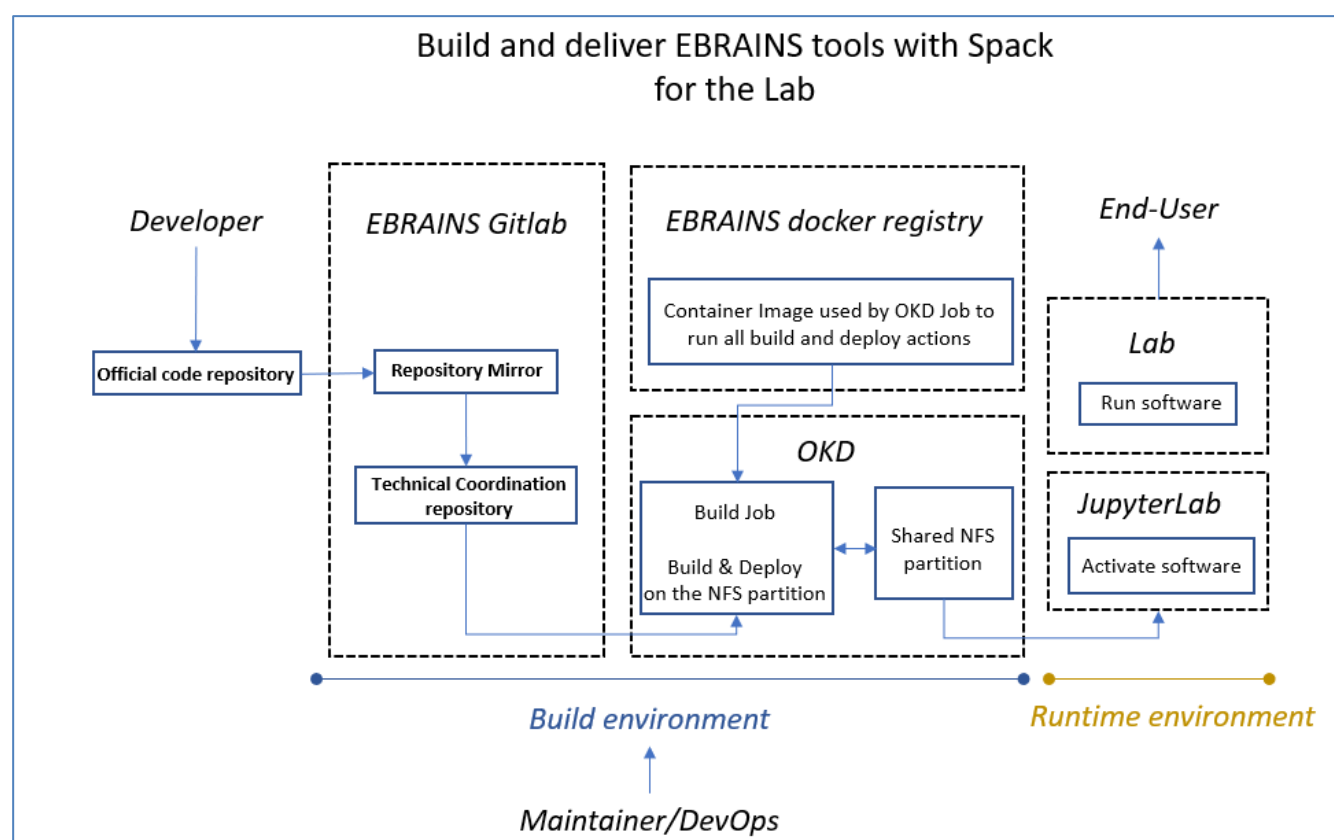 Build and deliver EBRAINS tools with Spack
for the Lab
Developer
Official code repository
EBRAINS Gitlab
Repository Mirror
Technical Coordination
repository
EBRAINS docker registry
Container Image used by OKD Job to
run all build and deploy actions
OKD
Build Job
Build & Deploy
on the NFS partition
Shared NFS
partition
End-User
Lab
Run software
JupyterLab
Activate software
Build environment
Runtime environment
Maintainer/DevOps